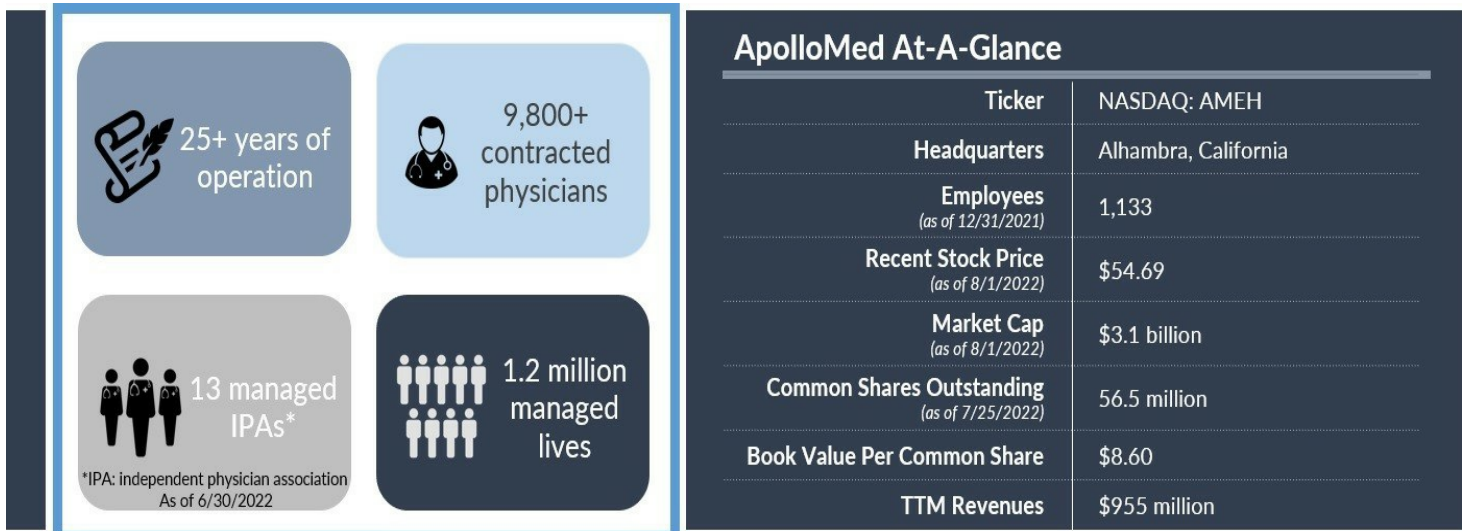 25+ years of
operation
9,800+
contracted
physicians
13 managed
IPAs*
*IPA: independent physician association
As of 6/30/2022
1.2 million
managed
lives
ApolloMed At-A-Glance
Ticker NASDAQ: AMEH
Headquarters Alhambra, California
Employees
(as of 12/31/2021)
1,133
Recent Stock Price
(as of 8/1/2022)
$54.69
Market Cap
(as of 8/1/2022)
$3.1 billion
Common Shares Outstanding
(as of 7/25/2022)
56.5 million
Book Value Per Common Share $8.60
TTM Revenues $955 million